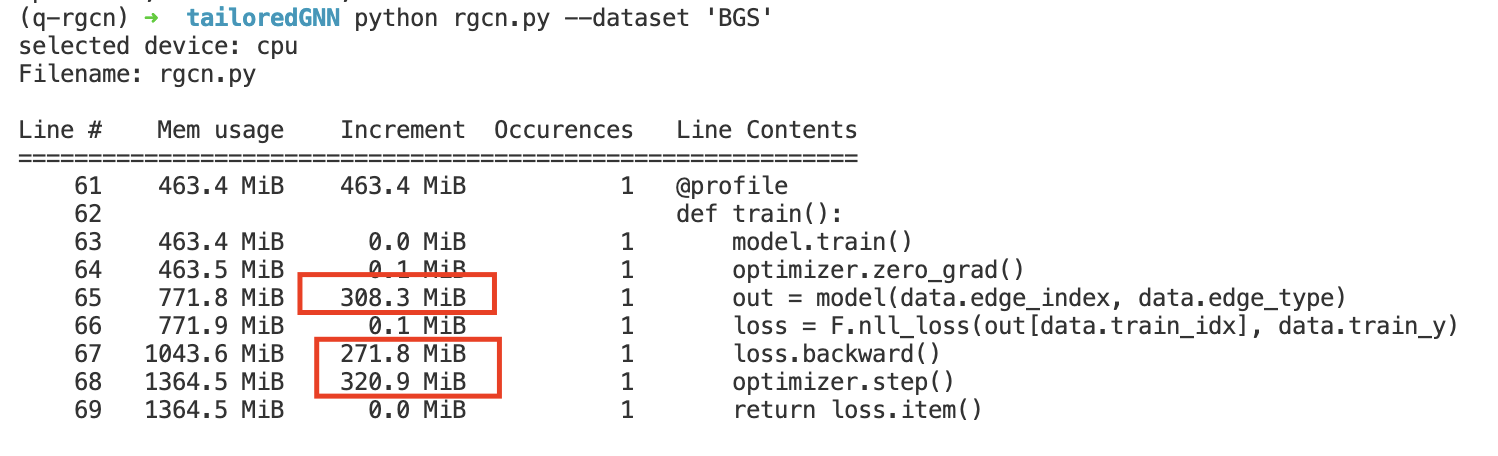 (q-rgcn) ➜  tailoredGNN python rgcn.py --dataset 'BGS'
selected device: cpu
Filename: rgcn.py

Line #    Mem usage    Increment  Occurences   Line Contents
============================================================
    61    463.4 MiB    463.4 MiB           1   @profile
    62                                         def train():
    63    463.4 MiB      0.0 MiB           1       model.train()
    64    463.5 MiB      0.1 MiB           1       optimizer.zero_grad()
    65    771.8 MiB    308.3 MiB           1       out = model(data.edge_index, data.edge_type)
    66    771.9 MiB      0.1 MiB           1       loss = F.nll_loss(out[data.train_idx], data.train_y)
    67   1043.6 MiB    271.8 MiB           1       loss.backward()
    68   1364.5 MiB    320.9 MiB           1       optimizer.step()
    69   1364.5 MiB      0.0 MiB           1       return loss.item()